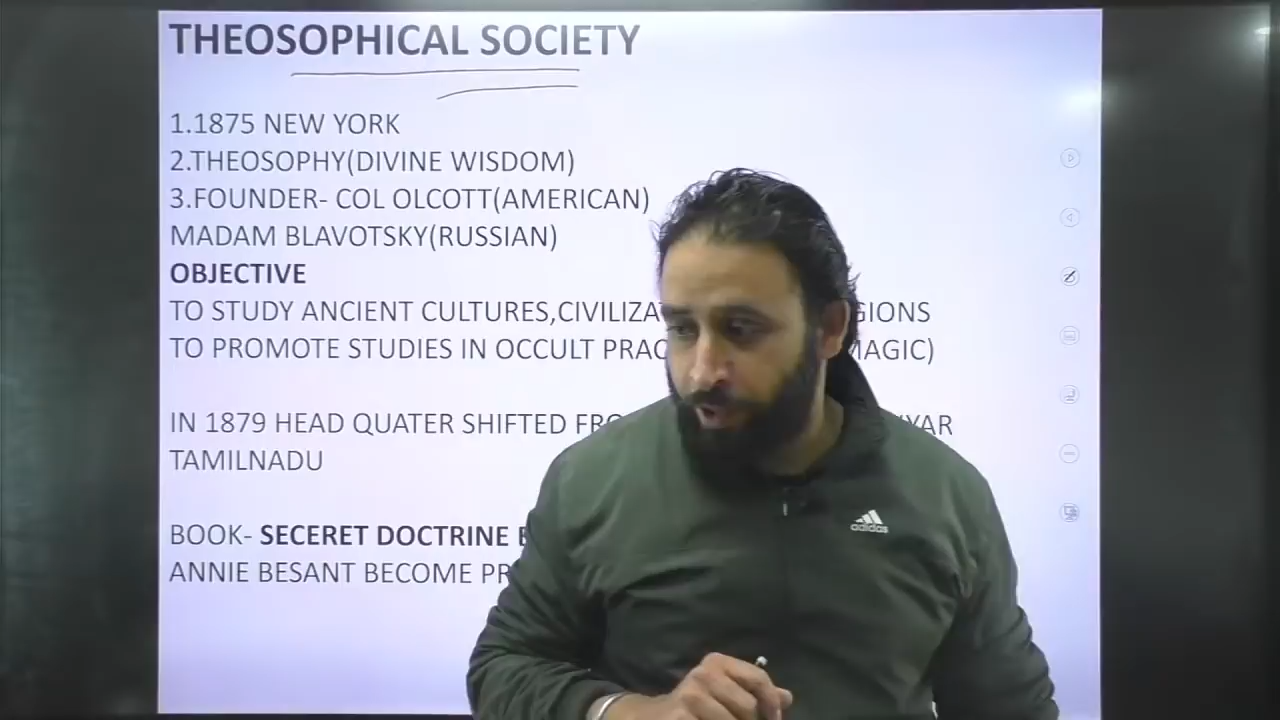 THEOSOPHICAL SOCIETY
1.1875 NEW YORK
2.THEOSOPHY(DIVINE WISDOM)
3.FOUNDER- COL OLCOTT(AMERICAN)
MADAM BLAVOTSKY(RUSSIAN)
OBJECTIVE
TO STUDY ANCIENT CULTURES,CIVILIZA GIONS
TO PROMOTE STUDIES IN OCCULT PRAC MAGIC)
IN 1879 HEAD QUATER SHIFTED YAR
TAMILNADU
BOOK- SECERET DOCTRINE
ANNIE BESANT BECOME PR
adidas